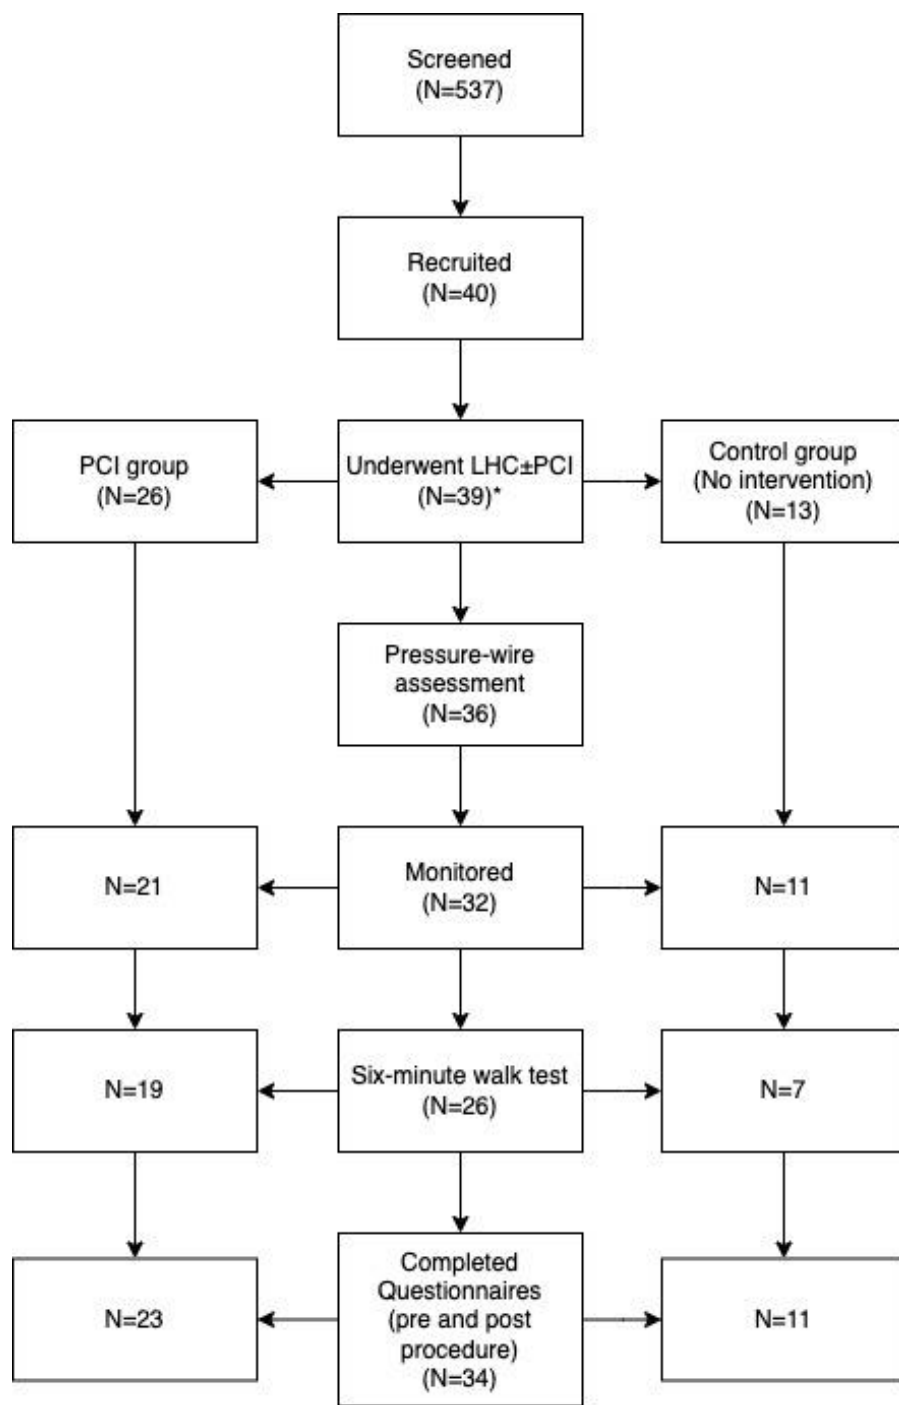 Screened
(N=537)
Recruited
(N=40)
PCI group
(N=26)
Underwent LHC±PCI
(N=39)*
Control group
(No intervention)
(N=13)
Pressure-wire
assessment
(N=36)
N=21
Monitored
(N=32)
N=11
N=19
Six-minute walk test
(N=26)
N=7
N=23
Completed
Questionnaires
(pre and post
procedure)
(N=34)
N=11